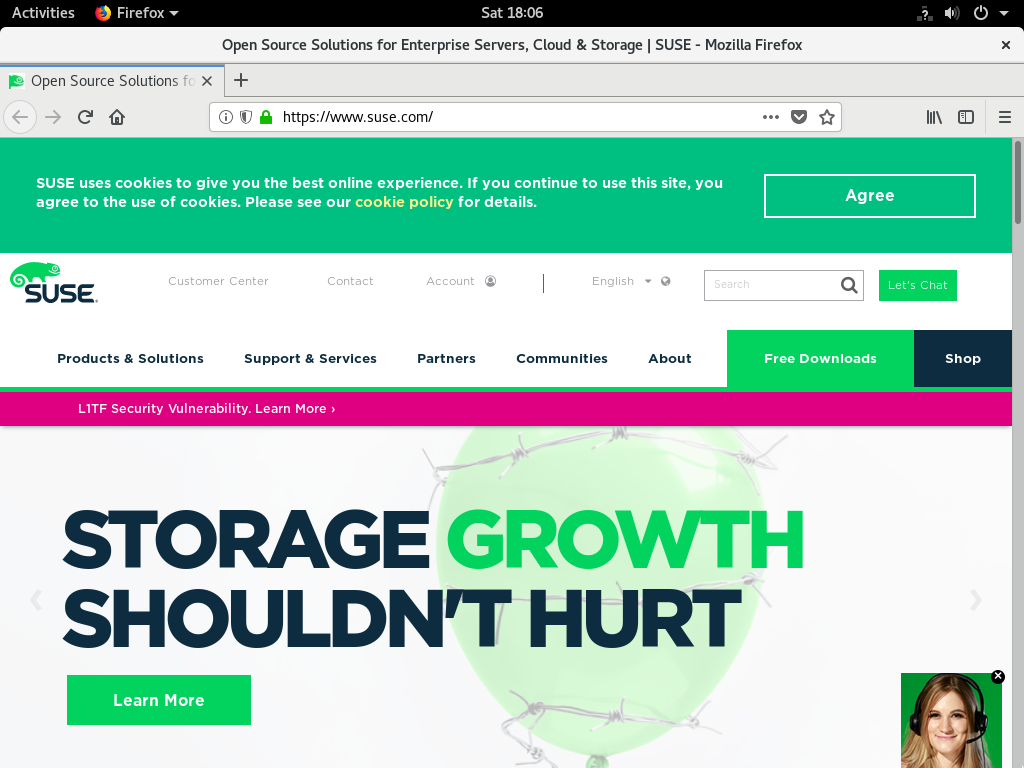 Activities Firefox Sat 18:06
Open Source Solutions for Enterprise Servers, Cloud & Storage | SUSE - Mozilla Firefox
Open Source Solutions fo
https://www.suse.com/
SUSE uses cookies to give you the best online experience. If you continue to use this site, you
agree to the use of cookies. Please see our cookie policy for details.
Agree
SUSE
Customer Center Contact Account English Search Let's Chat
Products & Solutions Support & Services Partners Communities About Free Downloads Shop
L1TF Security Vulnerability. Learn More ›
STORAGE GROWTH
SHOULDN'T HURT
Learn More